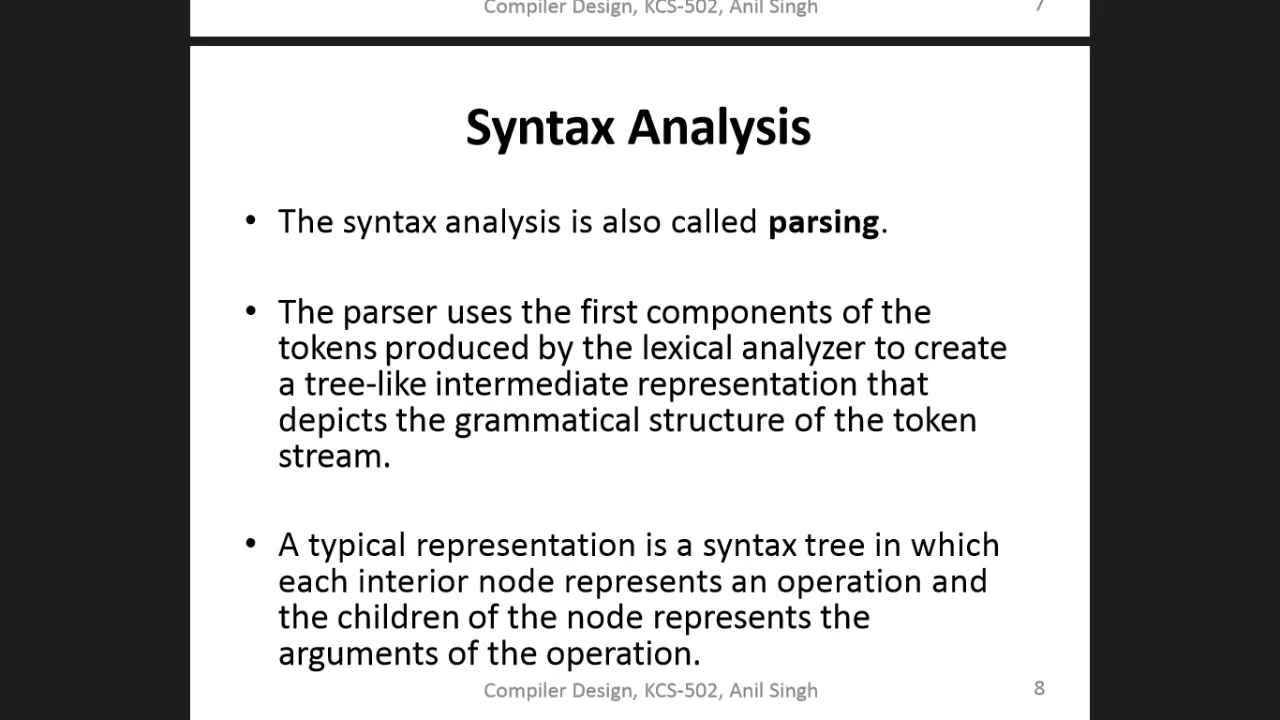 Compiler Design, KCS-502, Anil Singh 7
Syntax Analysis
• The syntax analysis is also called parsing.
• The parser uses the first components of the
tokens produced by the lexical analyzer to create
a tree-like intermediate representation that
depicts the grammatical structure of the token
stream.
• A typical representation is a syntax tree in which
each interior node represents an operation and
the children of the node represents the
arguments of the operation.
Compiler Design, KCS-502, Anil Singh 8